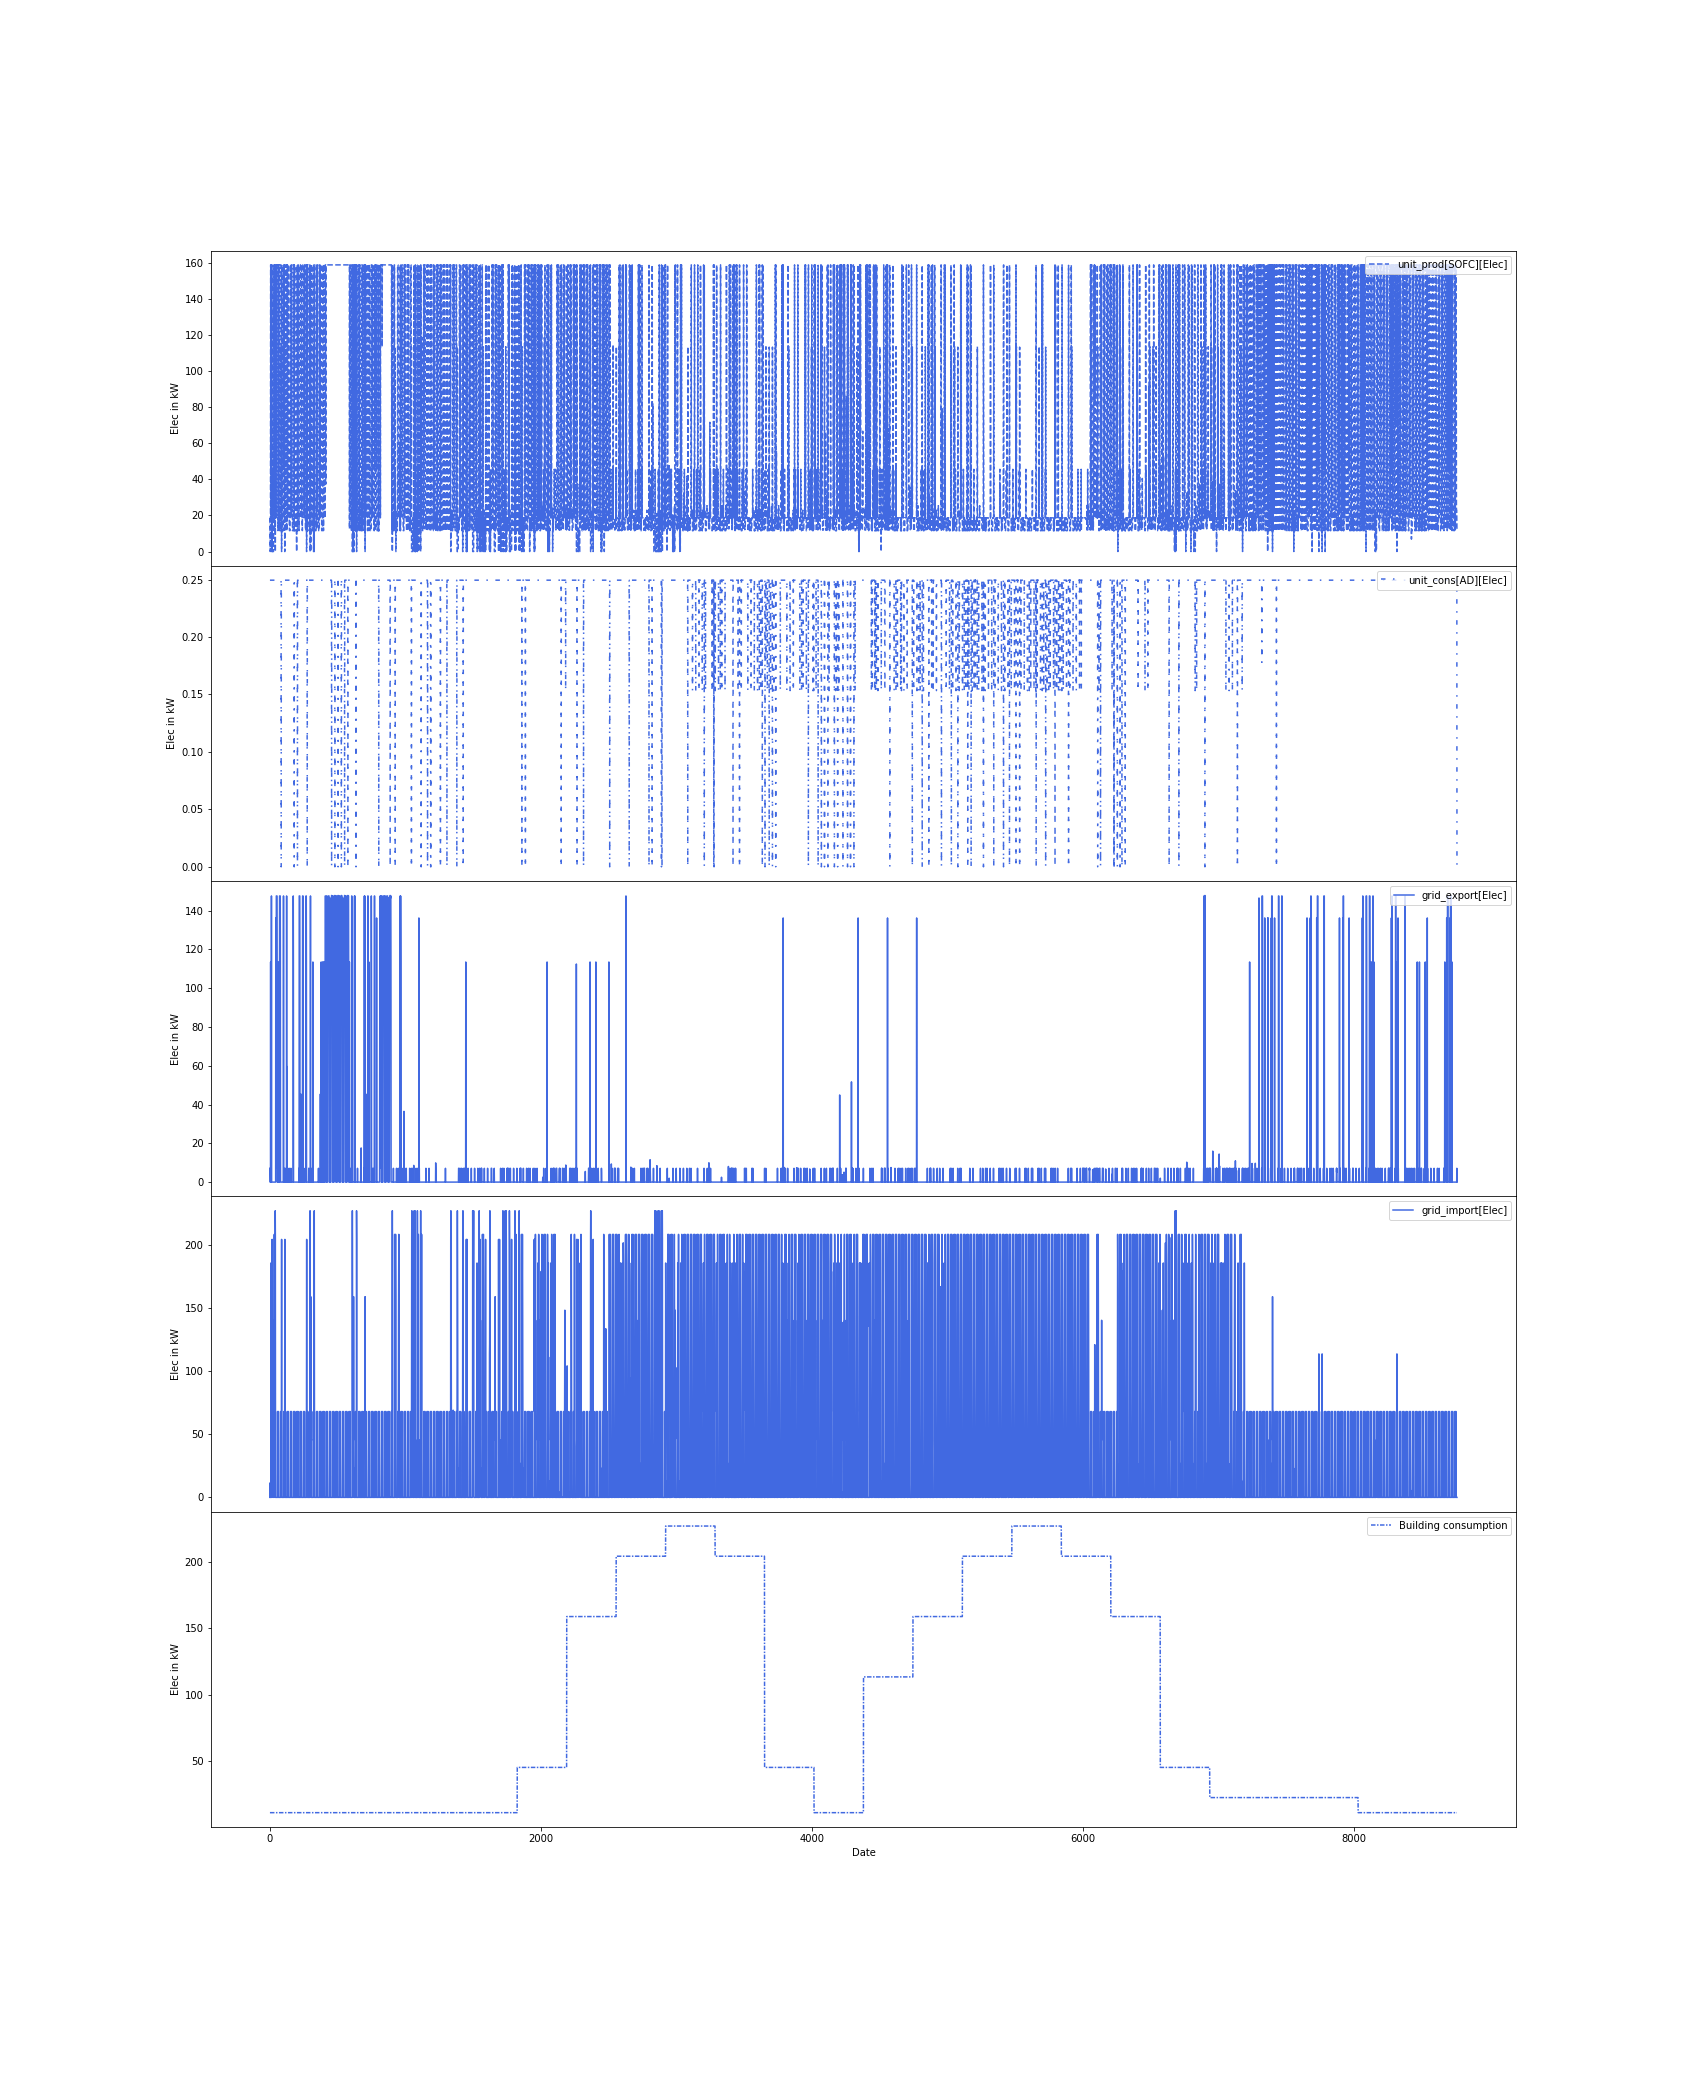 160
140
120
100
80
60
40
20
0
Elec in kW
unit_prod[SOFC][Elec]
0.25
0.20
0.15
0.10
0.05
0.00
Elec in kW
unit_cons[AD][Elec]
140
120
100
80
60
40
20
0
Elec in kW
grid_export[Elec]
200
150
100
50
0
Elec in kW
grid_import[Elec]
200
150
100
50
Elec in kW
Building consumption
0 2000 4000 6000 8000
Date